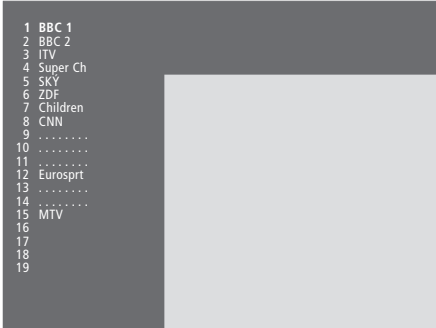 1 BBC 1
2 BBC 2
3 ITV
4 Super Ch
5 SKY
6 ZDF
7 Children
8 CNN
9 . . . . . . . .
10 . . . . . . . .
11 . . . . . . . .
12 Eurosprt
13 . . . . . . . .
14 . . . . . . . .
15 MTV
16
17
18
19